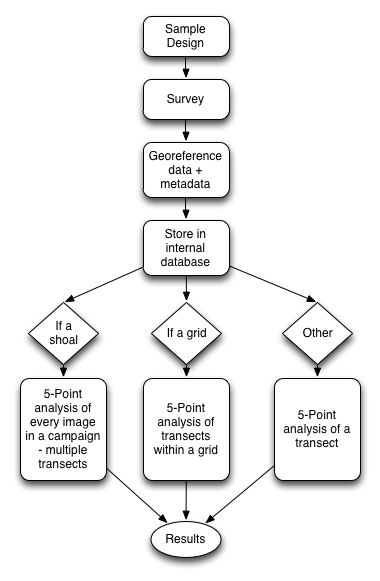 Sample
Design
Survey
Georeference
data +
metadata
Store in
internal
database
If a
shoal
If a grid
Other
5-Point
analysis of
every image
in a campaign
- multiple
transects
5-Point
analysis of
transects
within a grid
5-Point
analysis of a
transect
Results